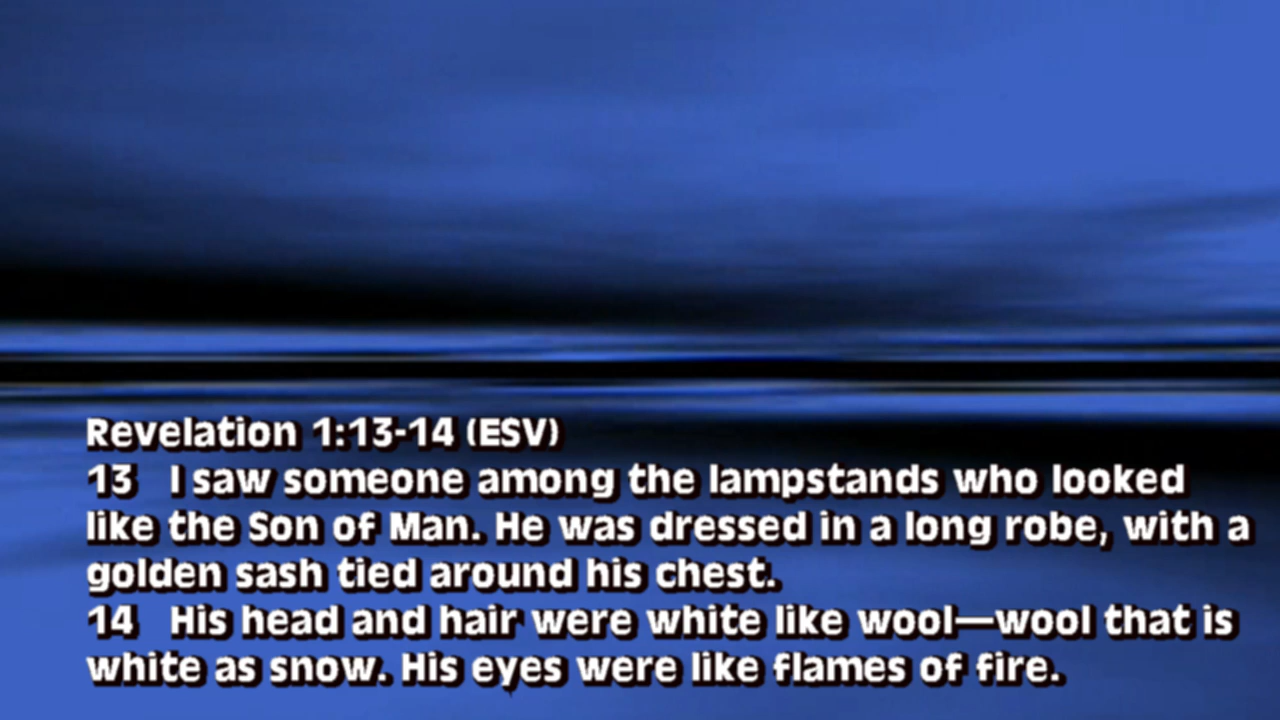 Revelation 1:13-14 (ESV)
13 I saw someone among the lampstands who looked
like the Son of Man. He was dressed in a long robe, with a
golden sash tied around his chest.
14 His head and hair were white like wool—wool that is
white as snow. His eyes were like flames of fire.